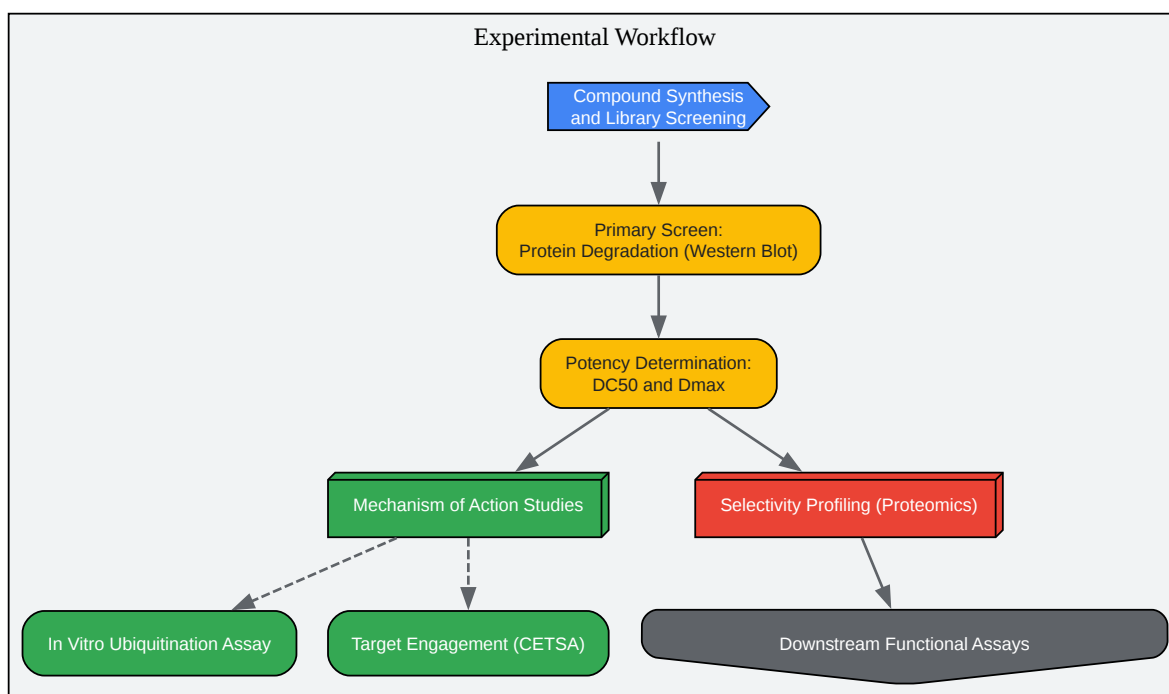 Experimental Workflow
Compound Synthesis
and Library Screening
Primary Screen:
Protein Degradation (Western Blot)
Potency Determination:
DC50 and Dmax
Mechanism of Action Studies
Selectivity Profiling (Proteomics)
In Vitro Ubiquitination Assay
Target Engagement (CETSA)
Downstream Functional Assays